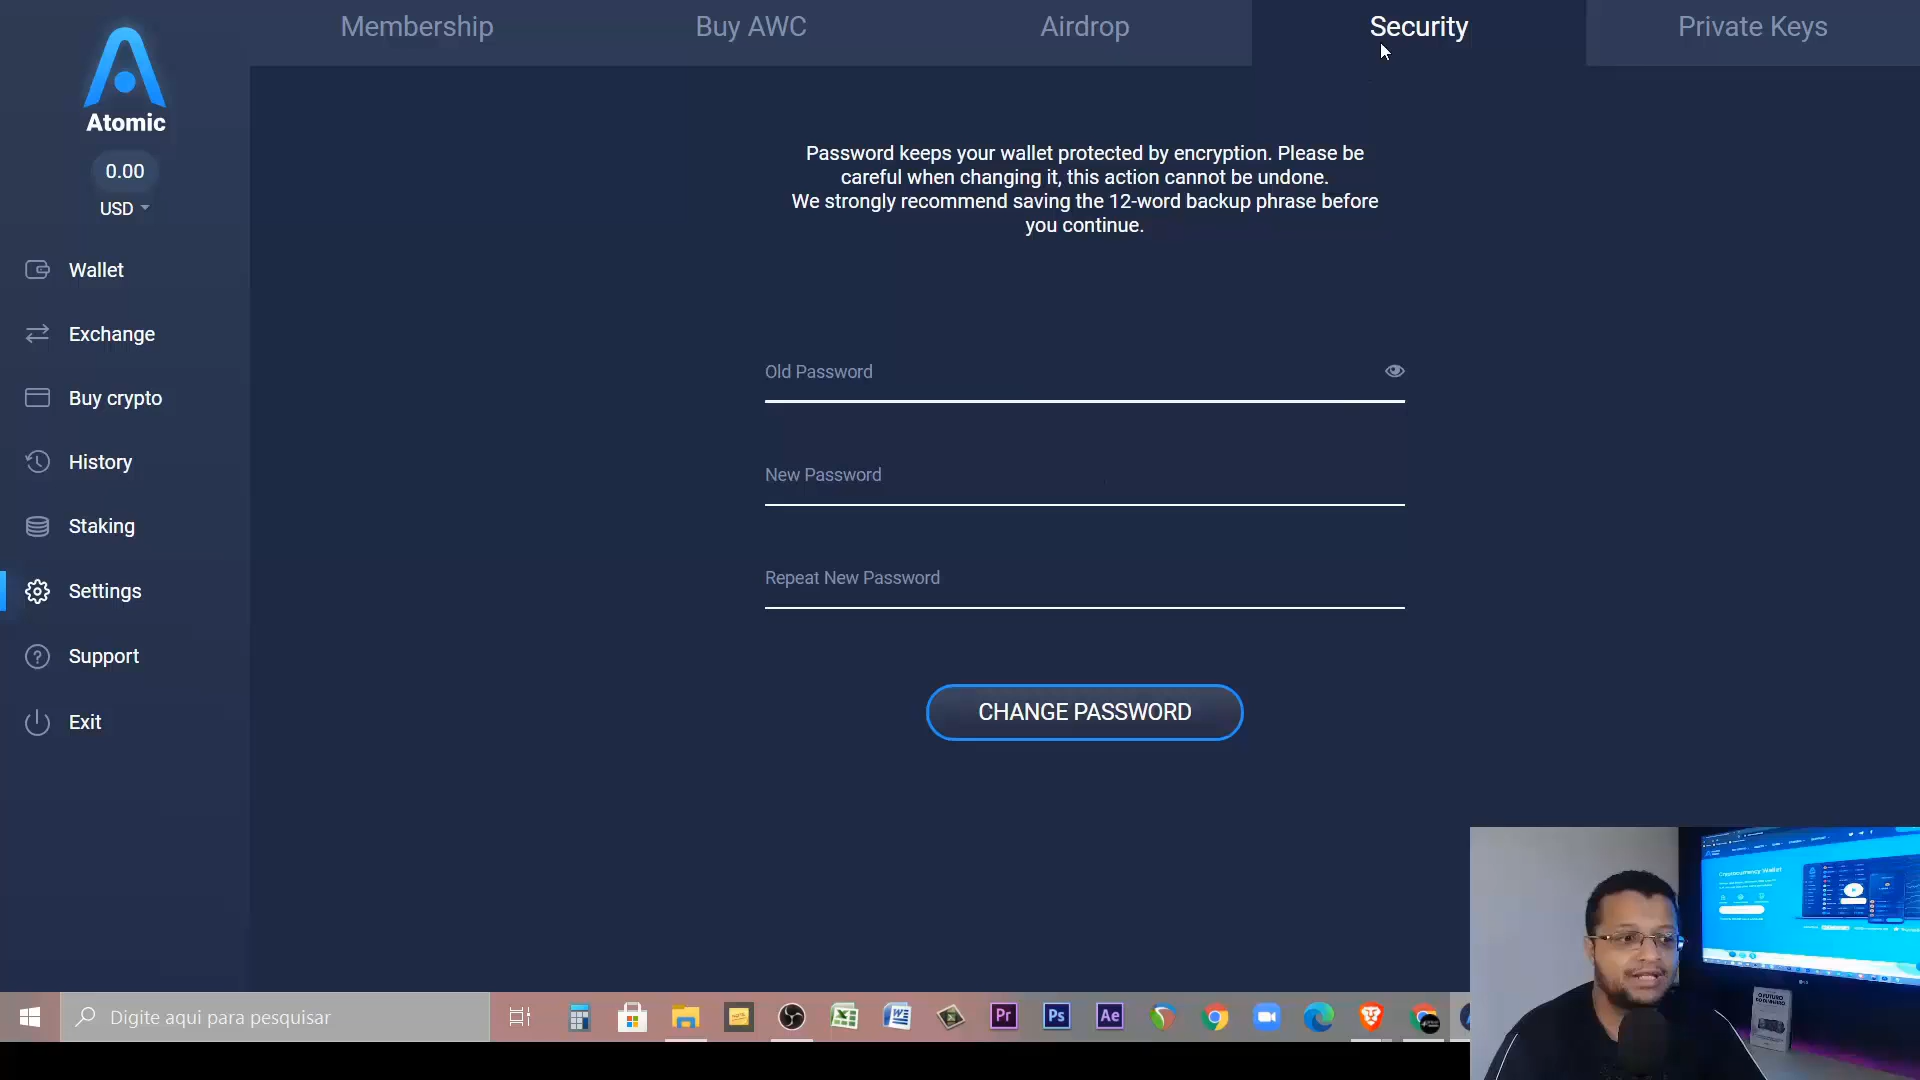 Membership
Buy AWC
Airdrop
Security
Private Keys
Atomic
0.00
USD
Wallet
Exchange
Buy crypto
History
Staking
Settings
Support
Exit
Password keeps your wallet protected by encryption. Please be
careful when changing it, this action cannot be undone.
We strongly recommend saving the 12-word backup phrase before
you continue.
Old Password
New Password
Repeat New Password
CHANGE PASSWORD
Cryptocurrency Wallet
Digite aqui para pesquisar
Pr
Ps
Ae